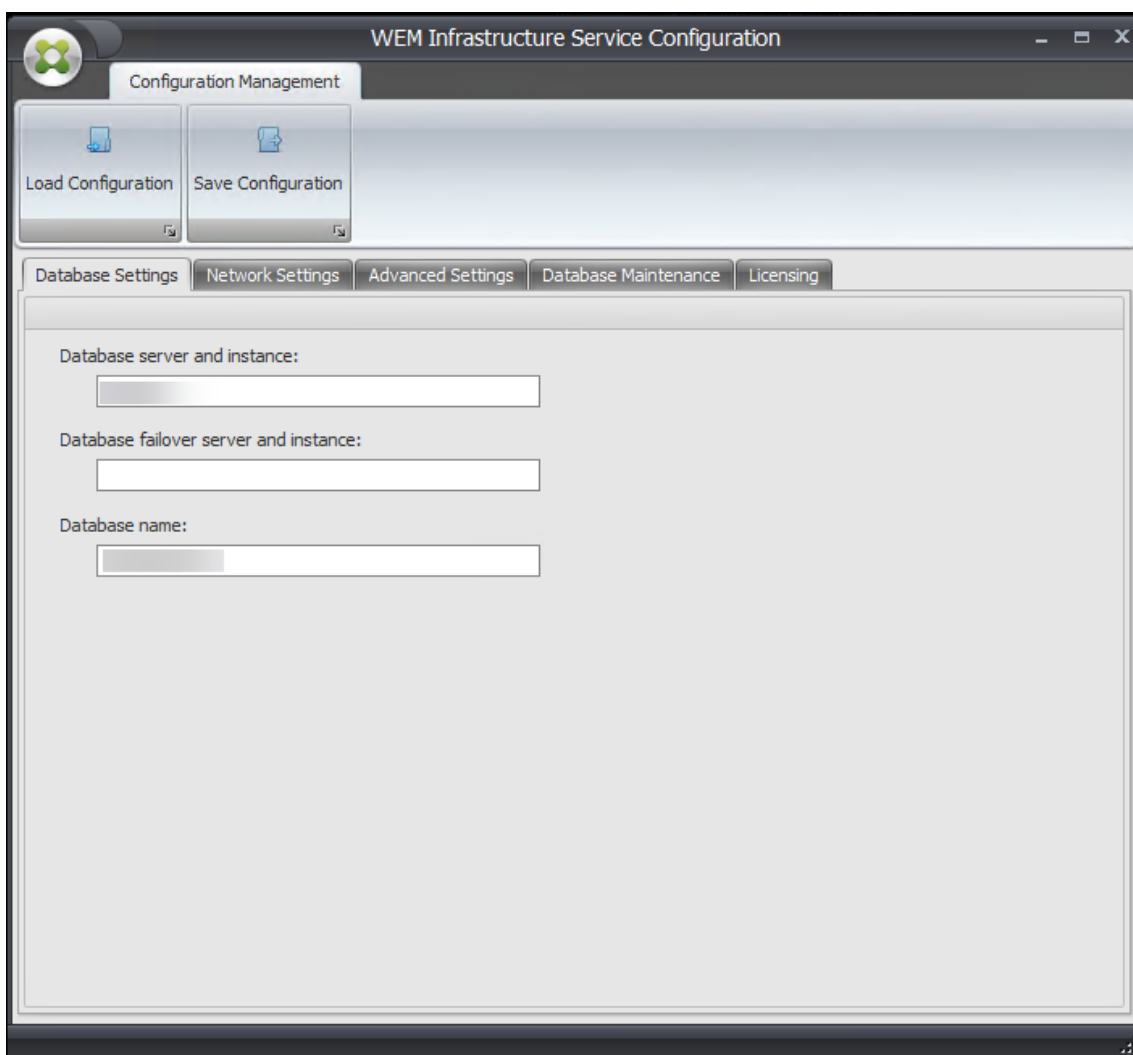 WEM Infrastructure Service Configuration
Configuration Management
Load Configuration
Save Configuration
Database Settings
Network Settings
Advanced Settings
Database Maintenance
Licensing
Database server and instance:
Database failover server and instance:
Database name: